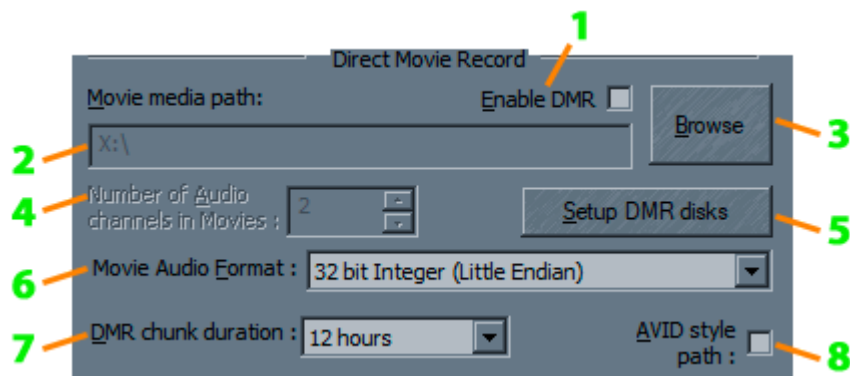 1
Direct Movie Record
Movie media path:
Enable DMR
Browse
3
2
X:\
4
Number of Audio
channels in Movies :
2
Setup DMR disks
5
6
Movie Audio Format :
32 bit Integer (Little Endian)
7
DMR chunk duration :
12 hours
AVID style
path :
8